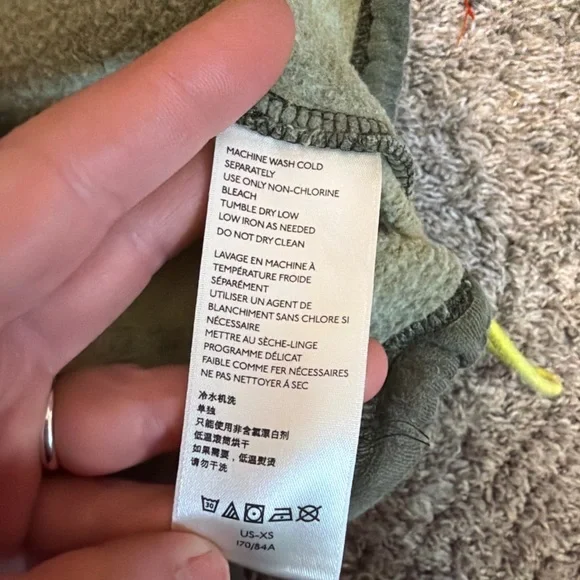 MACHINE WASH COLD
SEPARATELY
USE ONLY NON-CHLORINE
BLEACH
TUMBLE DRY LOW
LOW IRON AS NEEDED
DO NOT DRY CLEAN
LAVAGE EN MACHINE À
TEMPÉRATURE FROIDE
SÉPARÉMENT
UTILISER UN AGENT DE
BLANCHIMENT SANS CHLORE SI
NÉCESSAIRE
METTRE AU SÈCHE-LINGE
PROGRAMME DÉLICAT
FAIBLE COMME FER NÉCESSAIRES
NE PAS NETTOYER À SEC
冷水机洗
单独
只能使用非含氯漂白剂
低温滚筒烘干
如果需要，低温熨烫
请勿干洗
30
US-XS
170/84A